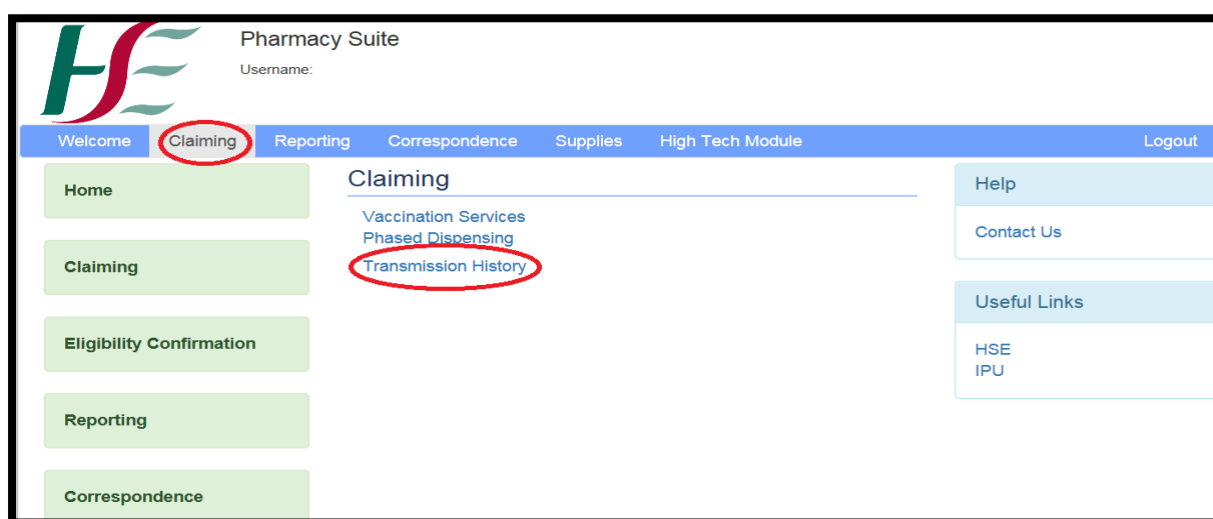 HSE
Pharmacy Suite
Username:
Welcome Claiming Reporting Correspondence Supplies High Tech Module Logout
Home
Claiming
Eligibility Confirmation
Reporting
Correspondence
Claiming
Vaccination Services
Phased Dispensing
Transmission History
Help
Contact Us
Useful Links
HSE
IPU